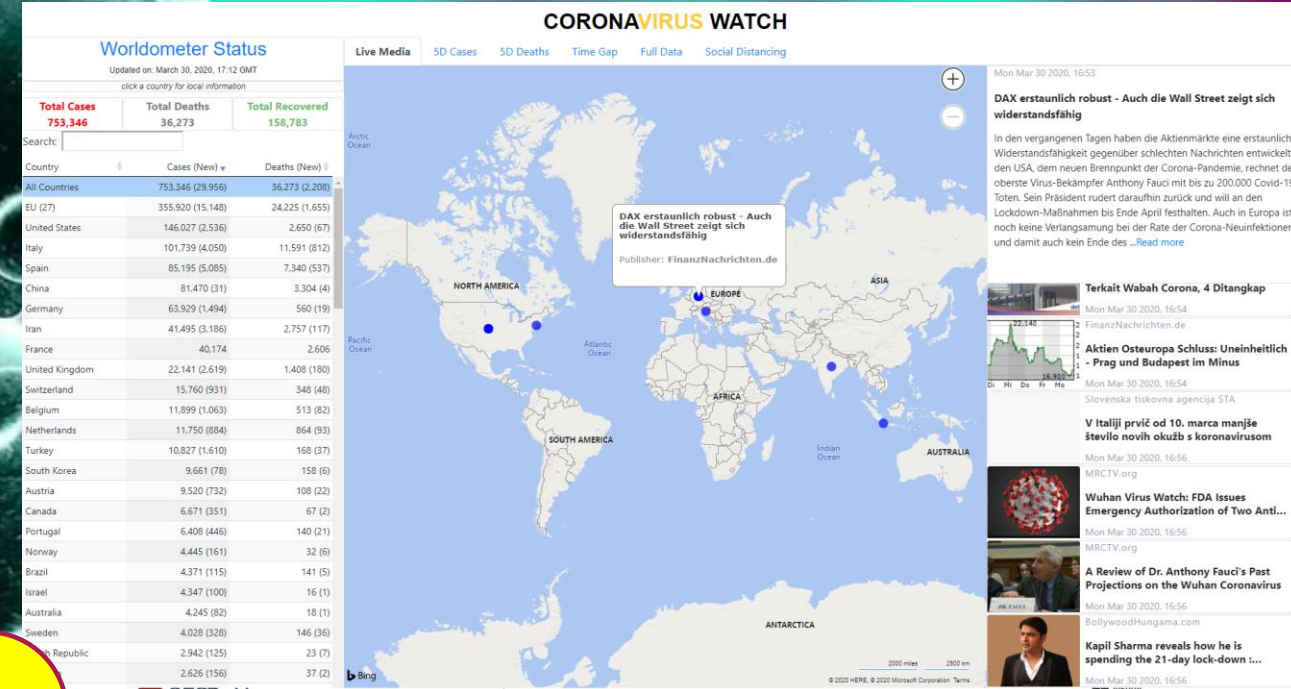 CORONAVIRUS WATCH
Worldometer Status
Updated on: March 30, 2020, 17:12 GMT
click a country for local information
Total Cases Total Deaths Total Recovered
753,346 36,273 158,783
Search:
Country Cases (New) Deaths (New)
All Countries 753.346 (29.956) 36.273 (2.208)
EU (27) 355.920 (15.148) 24.225 (1.655)
United States 146.027 (2.536) 2.650 (67)
Italy 101.739 (4.050) 11.591 (812)
Spain 85.195 (5.085) 7.340 (537)
China 81.470 (31) 3.304 (4)
Germany 63.929 (1.494) 560 (19)
Iran 41.495 (3.186) 2.757 (117)
France 40,174 2,606
United Kingdom 22.141 (2.619) 1.408 (180)
Switzerland 15.760 (931) 348 (48)
Belgium 11.899 (1.063) 513 (82)
Netherlands 11.750 (884) 864 (93)
Turkey 10.827 (1.610) 168 (37)
South Korea 9.661 (78) 158 (6)
Austria 9.520 (732) 108 (22)
Canada 6.671 (351) 67 (2)
Portugal 6.408 (446) 140 (21)
Norway 4.445 (161) 32 (6)
Brazil 4.371 (115) 141 (5)
Israel 4.347 (100) 16 (1)
Australia 4.245 (82) 18 (1)
Sweden 4.028 (328) 146 (36)
Republic 2.942 (125) 23 (7)
2.626 (156) 37 (2)
Live Media 5D Cases 5D Deaths Time Gap Full Data Social Distancing
Arctic
Ocean
DAX erstaunlich robust - Auch
die Wall Street zeigt sich
widerstandsfähig
Publisher: FinanzNachrichten.de
NORTH AMERICA
EUROPE
ASIA
Pacific
Ocean
Atlantic
Ocean
AFRICA
SOUTH AMERICA
Indian
Ocean
AUSTRALIA
ANTARCTICA
Bing
2000 miles 2500 km
© 2020 HERE, © 2020 Microsoft Corporation Terms
Mon Mar 30 2020, 16:53
DAX erstaunlich robust - Auch die Wall Street zeigt sich
widerstandsfähig
In den vergangenen Tagen haben die Aktienmärkte eine erstaunlich
Widerstandsfähigkeit gegenüber schlechten Nachrichten entwickelt
den USA, dem neuen Brennpunkt der Corona-Pandemie, rechnet de
oberste Virus-Bekämpfer Anthony Fauci mit bis zu 200.000 Covid-19
Toten. Sein Präsident rudert daraufhin zurück und will an den
Lockdown-Maßnahmen bis Ende April festhalten. Auch in Europa ist
noch keine Verlangsamung bei der Rate der Corona-Neuinfektionen
und damit auch kein Ende des ...Read more
Terkait Wabah Corona, 4 Ditangkap
Mon Mar 30 2020, 16:54
FinanzNachrichten.de
22.140
16.900
Di Mi Do Fr Mo
Aktien Osteuropa Schluss: Uneinheitlich
- Prag und Budapest im Minus
Mon Mar 30 2020, 16:54
Slovenska tiskovna agencija STA
V Italiji prvič od 10. marca manjše
število novih okužb s koronavirusom
Mon Mar 30 2020, 16:56
MRCTV.org
Wuhan Virus Watch: FDA Issues
Emergency Authorization of Two Anti...
Mon Mar 30 2020, 16:56
MRCTV.org
A Review of Dr. Anthony Fauci's Past
Projections on the Wuhan Coronavirus
DR. FAUCI
Mon Mar 30 2020, 16:56
BollywoodHungama.com
Kapil Sharma reveals how he is
spending the 21-day lock-down :...
Mon Mar 30 2020, 16:56